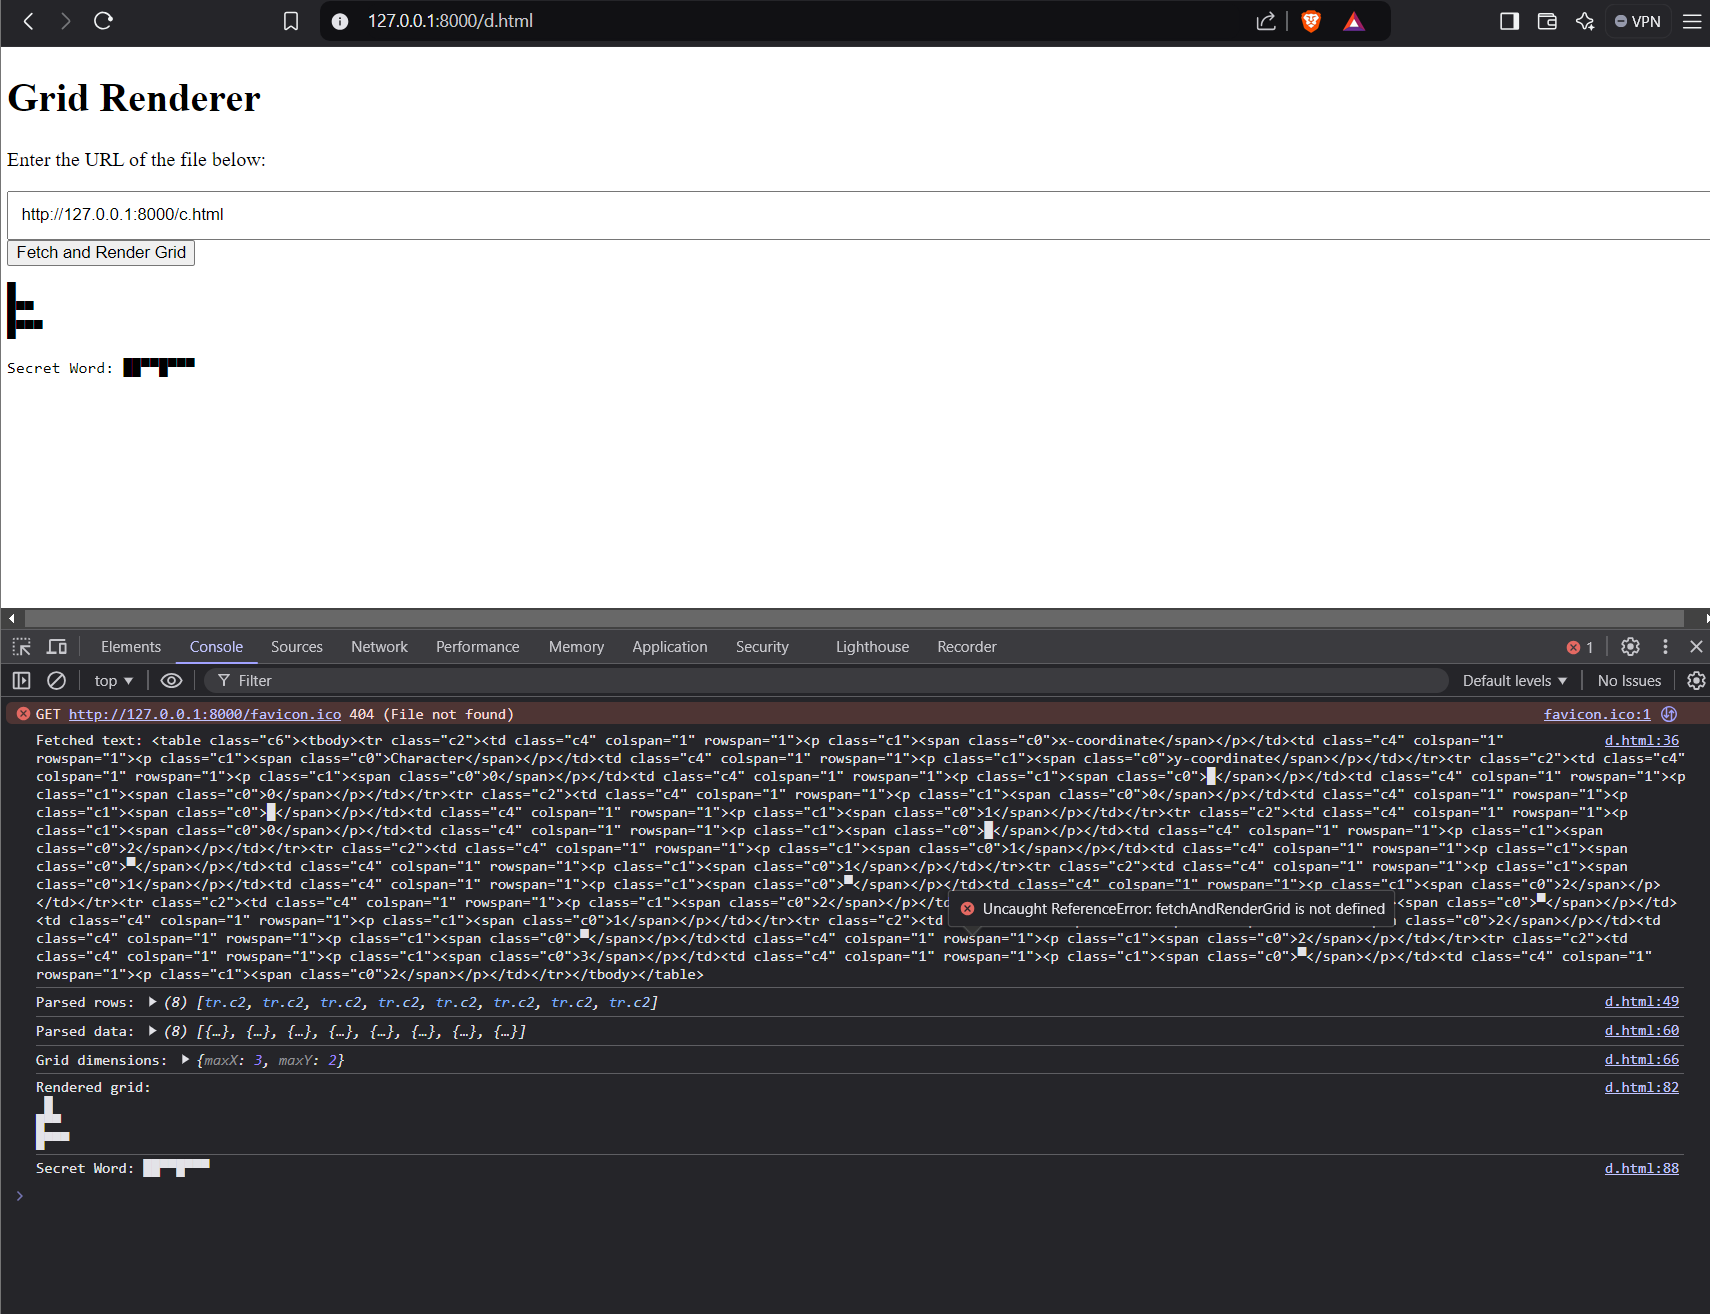 127.0.0.1:8000/d.html
VPN
Grid Renderer
Enter the URL of the file below:
http://127.0.0.1:8000/c.html
Fetch and Render Grid
█
█▀▀
█▀▀▀
Secret Word: ██▀▀█▀▀▀
Elements Console Sources Network Performance Memory Application Security Lighthouse Recorder 1
top Filter Default levels No Issues
GET http://127.0.0.1:8000/favicon.ico 404 (File not found) favicon.ico:1
Fetched text: <table class="c6"><tbody><tr class="c2"><td class="c4" colspan="1" rowspan="1"><p class="c1"><span class="c0">x-coordinate</span></p></td><td class="c4" colspan="1" d.html:36
rowspan="1"><p class="c1"><span class="c0">Character</span></p></td><td class="c4" colspan="1" rowspan="1"><p class="c1"><span class="c0">y-coordinate</span></p></td></tr><tr class="c2"><td class="c4"
colspan="1" rowspan="1"><p class="c1"><span class="c0">0</span></p></td><td class="c4" colspan="1" rowspan="1"><p class="c1"><span class="c0">█</span></p></td><td class="c4" colspan="1" rowspan="1"><p
class="c1"><span class="c0">0</span></p></td></tr><tr class="c2"><td class="c4" colspan="1" rowspan="1"><p class="c1"><span class="c0">0</span></p></td><td class="c4" colspan="1" rowspan="1"><p
class="c1"><span class="c0">█</span></p></td><td class="c4" colspan="1" rowspan="1"><p class="c1"><span class="c0">1</span></p></td></tr><tr class="c2"><td class="c4" colspan="1" rowspan="1"><p
class="c1"><span class="c0">0</span></p></td><td class="c4" colspan="1" rowspan="1"><p class="c1"><span class="c0">█</span></p></td><td class="c4" colspan="1" rowspan="1"><p class="c1"><span
class="c0">2</span></p></td></tr><tr class="c2"><td class="c4" colspan="1" rowspan="1"><p class="c1"><span class="c0">1</span></p></td><td class="c4" colspan="1" rowspan="1"><p class="c1"><span
class="c0">▀</span></p></td><td class="c4" colspan="1" rowspan="1"><p class="c1"><span class="c0">1</span></p></td></tr><tr class="c2"><td class="c4" colspan="1" rowspan="1"><p class="c1"><span
class="c0">1</span></p></td><td class="c4" colspan="1" rowspan="1"><p class="c1"><span class="c0">▀</span></p></td><td class="c4" colspan="1" rowspan="1"><p class="c1"><span class="c0">2</span></p>
</td></tr><tr class="c2"><td class="c4" colspan="1" rowspan="1"><p class="c1"><span class="c0">2</span></p></td> <span class="c0">▀</span></p></td>
Uncaught ReferenceError: fetchAndRenderGrid is not defined
<td class="c4" colspan="1" rowspan="1"><p class="c1"><span class="c0">1</span></p></td></tr><tr class="c2"><td class="c0">2</span></p></td><td
class="c4" colspan="1" rowspan="1"><p class="c1"><span class="c0">▀</span></p></td><td class="c4" colspan="1" rowspan="1"><p class="c1"><span class="c0">2</span></p></td></tr><tr class="c2"><td
class="c4" colspan="1" rowspan="1"><p class="c1"><span class="c0">3</span></p></td><td class="c4" colspan="1" rowspan="1"><p class="c1"><span class="c0">▀</span></p></td><td class="c4" colspan="1"
rowspan="1"><p class="c1"><span class="c0">2</span></p></td></tr></tbody></table>
Parsed rows: (8) [tr.c2, tr.c2, tr.c2, tr.c2, tr.c2, tr.c2, tr.c2, tr.c2] d.html:49
Parsed data: (8) [{…}, {…}, {…}, {…}, {…}, {…}, {…}, {…}] d.html:60
Grid dimensions: {maxX: 3, maxY: 2} d.html:66
Rendered grid: d.html:82
█
█▀▀
█▀▀▀
Secret Word: ██▀▀█▀▀▀ d.html:88